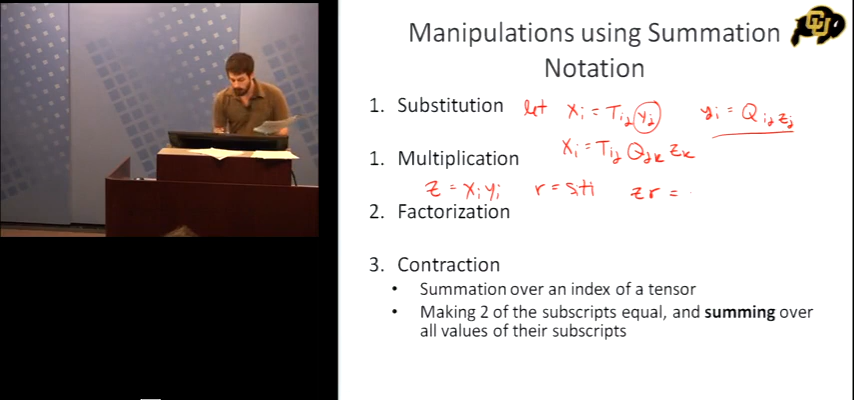 Manipulations using Summation
Notation
CU
1. Substitution let xᵢ = Tᵢⱼ yⱼ yᵢ = Qᵢⱼ zⱼ
xᵢ = Tᵢⱼ Qⱼₖ zₖ
1. Multiplication
z = xᵢ yᵢ r = sᵢtᵢ zr =
2. Factorization
3. Contraction
• Summation over an index of a tensor
• Making 2 of the subscripts equal, and summing over
all values of their subscripts